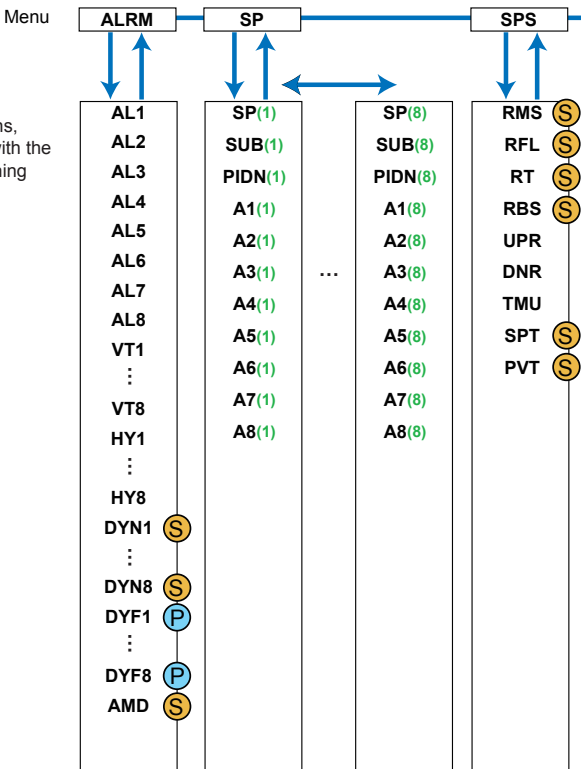 Menu
ALRM
SP
SPS
ns,
with the
ning
AL1
AL2
AL3
AL4
AL5
AL6
AL7
AL8
VT1
⋮
VT8
HY1
⋮
HY8
DYN1 S
⋮
DYN8 S
DYF1 P
⋮
DYF8 P
AMD S
SP(1)
SUB(1)
PIDN(1)
A1(1)
A2(1)
A3(1)
A4(1)
A5(1)
A6(1)
A7(1)
A8(1)
...
SP(8)
SUB(8)
PIDN(8)
A1(8)
A2(8)
A3(8)
A4(8)
A5(8)
A6(8)
A7(8)
A8(8)
RMS S
RFL S
RT S
RBS S
UPR
DNR
TMU
SPT S
PVT S